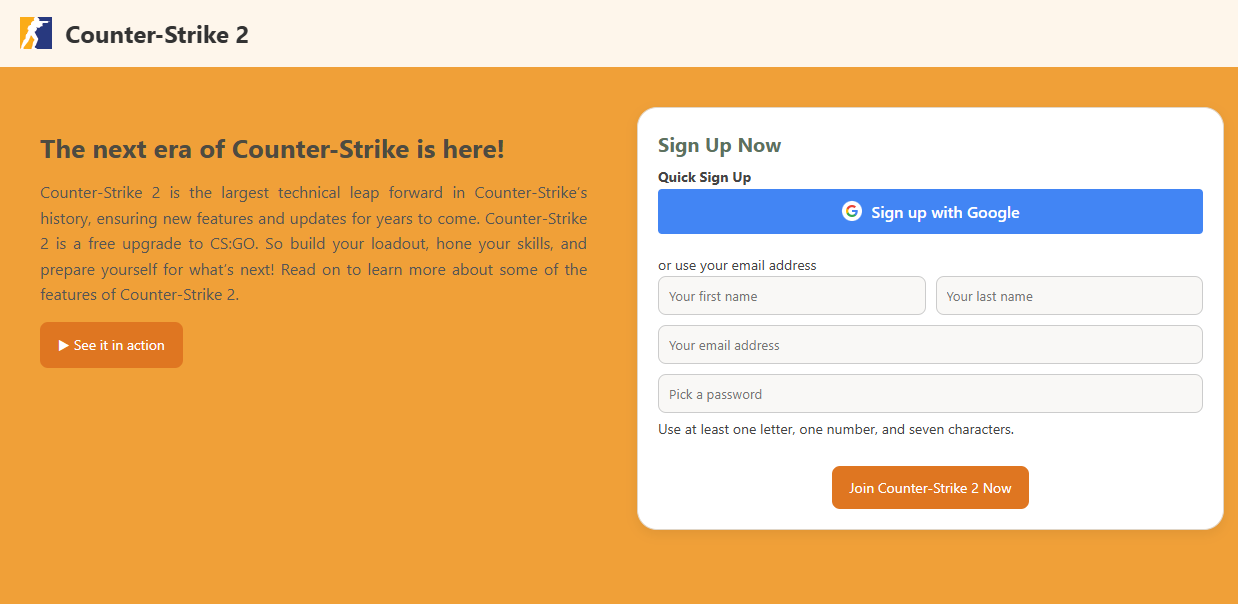 Counter-Strike 2
The next era of Counter-Strike is here!
Counter-Strike 2 is the largest technical leap forward in Counter-Strike's
history, ensuring new features and updates for years to come. Counter-Strike
2 is a free upgrade to CS:GO. So build your loadout, hone your skills, and
prepare yourself for what's next! Read on to learn more about some of the
features of Counter-Strike 2.
▶ See it in action
Sign Up Now
Quick Sign Up
Sign up with Google
or use your email address
Your first name
Your last name
Your email address
Pick a password
Use at least one letter, one number, and seven characters.
Join Counter-Strike 2 Now